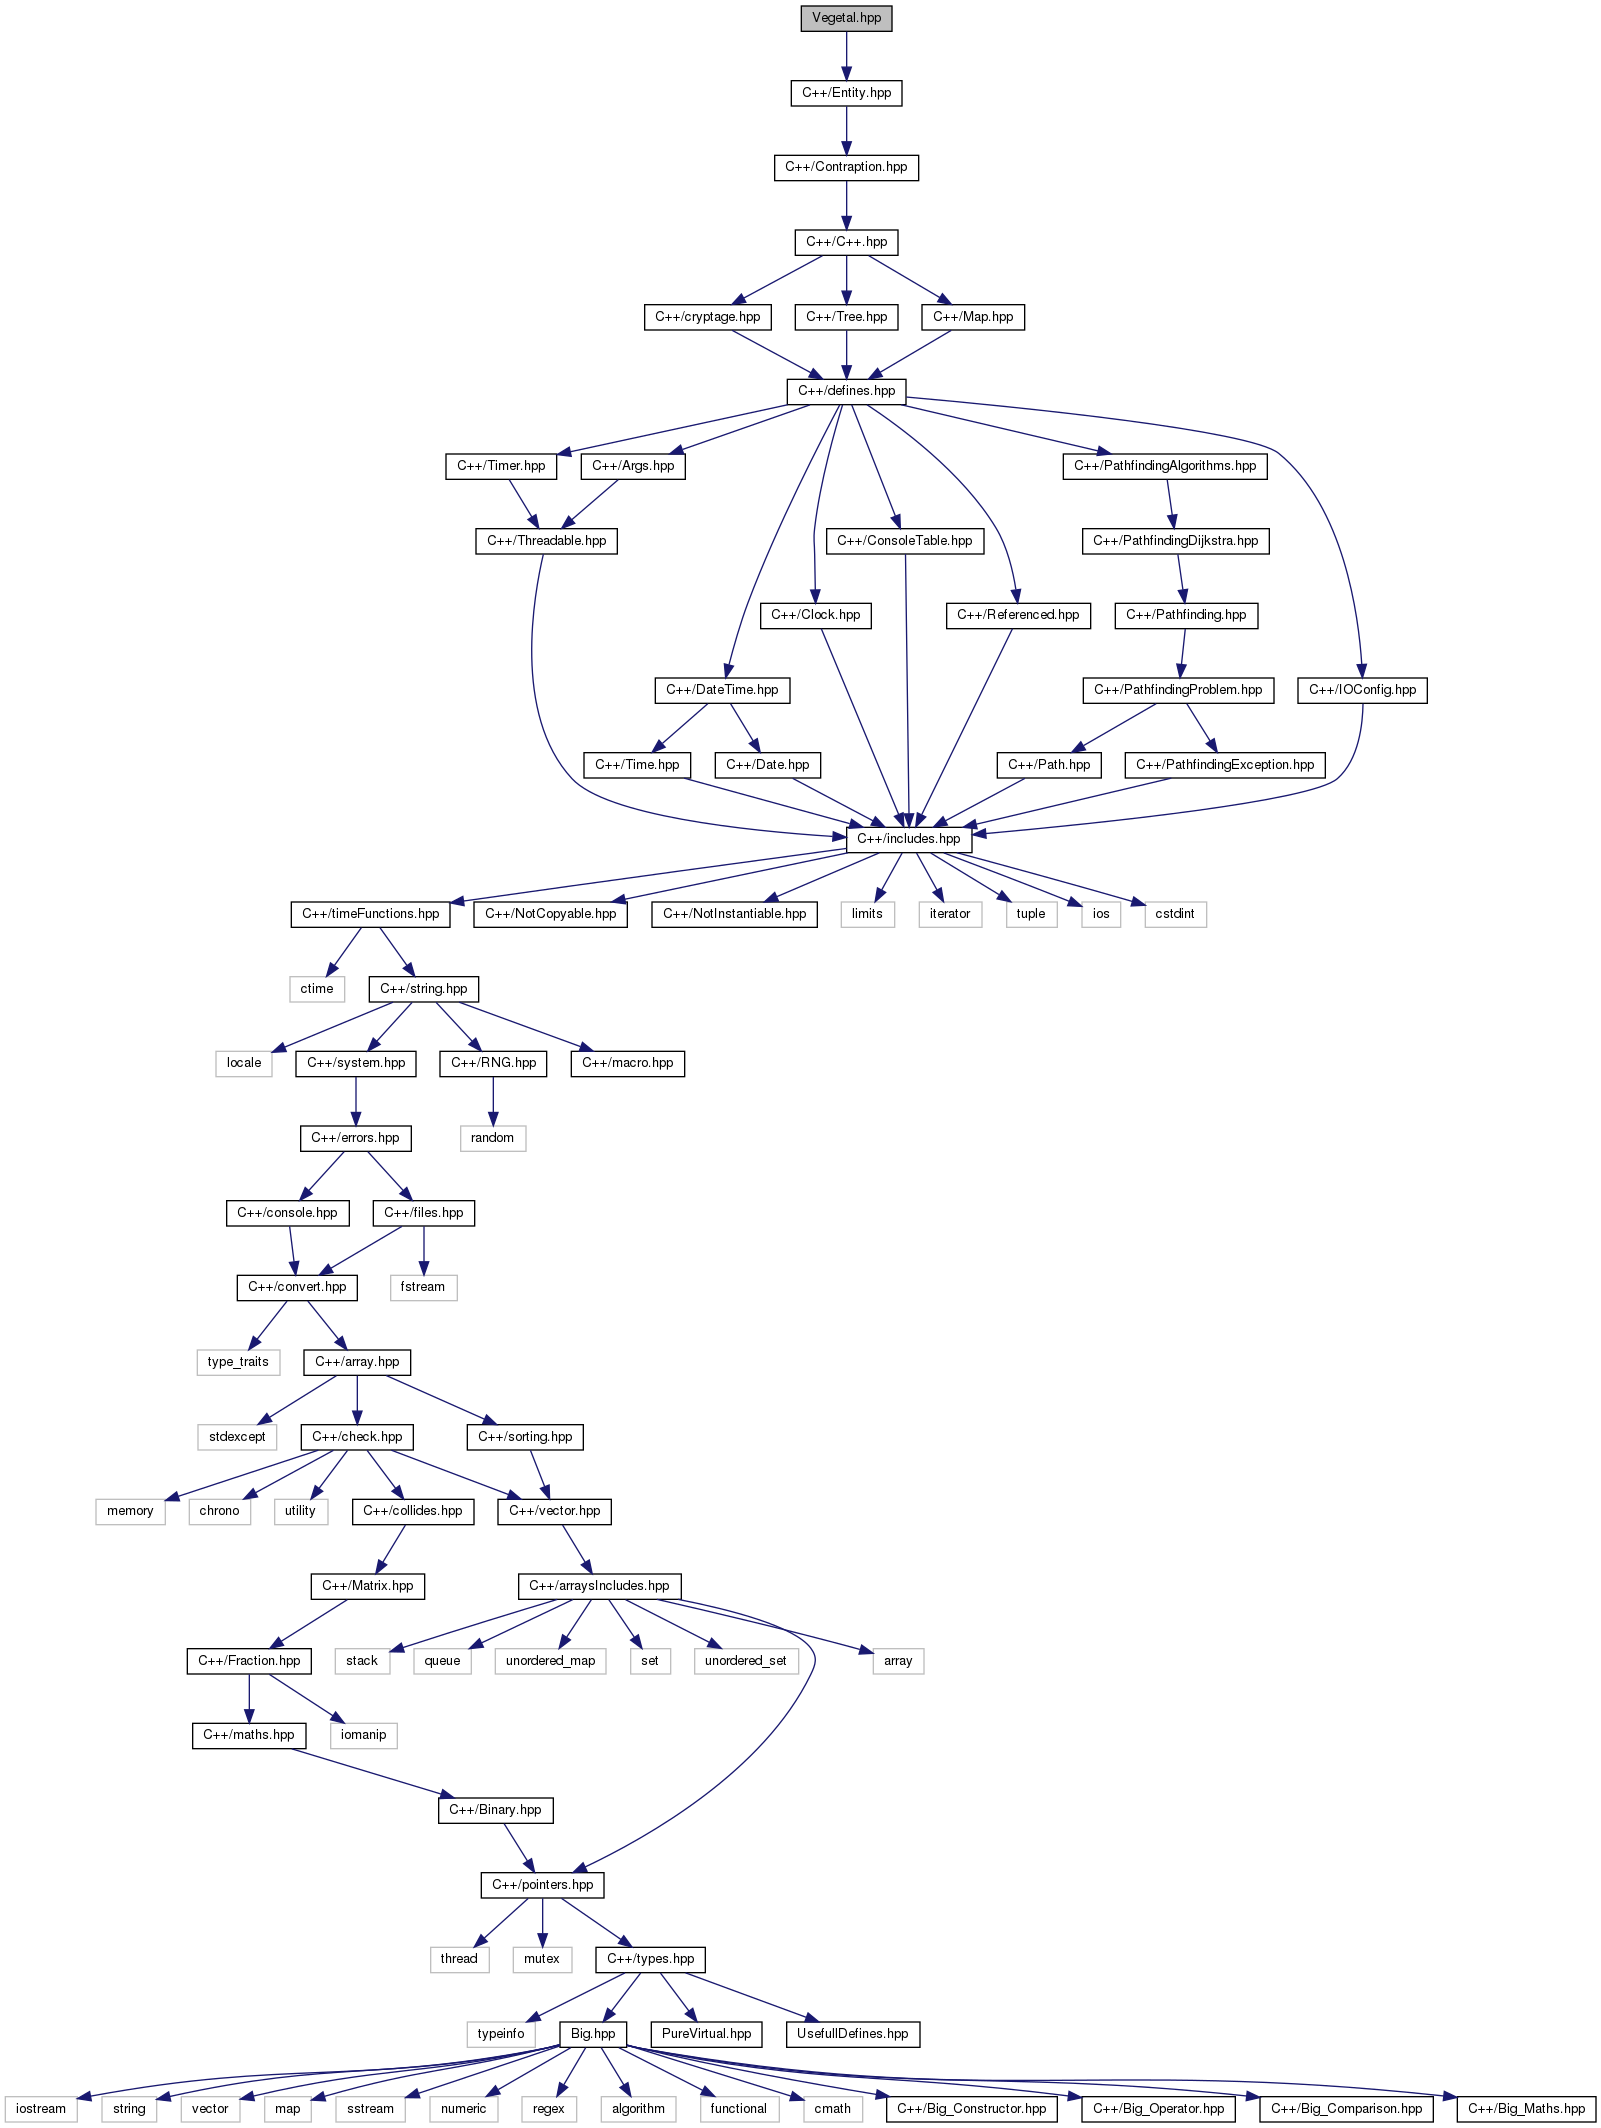 Vegetal.hpp
C++/Entity.hpp
C++/Contraption.hpp
C++/C++.hpp
C++/cryptage.hpp
C++/Tree.hpp
C++/Map.hpp
C++/defines.hpp
C++/Timer.hpp
C++/Args.hpp
C++/PathfindingAlgorithms.hpp
C++/Threadable.hpp
C++/ConsoleTable.hpp
C++/PathfindingDijkstra.hpp
C++/Clock.hpp
C++/Referenced.hpp
C++/Pathfinding.hpp
C++/DateTime.hpp
C++/PathfindingProblem.hpp
C++/IOConfig.hpp
C++/Time.hpp
C++/Date.hpp
C++/Path.hpp
C++/PathfindingException.hpp
C++/includes.hpp
C++/timeFunctions.hpp
C++/NotCopyable.hpp
C++/NotInstantiable.hpp
limits
iterator
tuple
ios
cstdint
ctime
C++/string.hpp
locale
C++/system.hpp
C++/RNG.hpp
C++/macro.hpp
C++/errors.hpp
random
C++/console.hpp
C++/files.hpp
C++/convert.hpp
fstream
type_traits
C++/array.hpp
stdexcept
C++/check.hpp
C++/sorting.hpp
memory
chrono
utility
C++/collides.hpp
C++/vector.hpp
C++/Matrix.hpp
C++/arraysIncludes.hpp
C++/Fraction.hpp
stack
queue
unordered_map
set
unordered_set
array
C++/maths.hpp
iomanip
C++/Binary.hpp
C++/pointers.hpp
thread
mutex
C++/types.hpp
typeinfo
Big.hpp
PureVirtual.hpp
UsefullDefines.hpp
iostream
string
vector
map
sstream
numeric
regex
algorithm
functional
cmath
C++/Big_Constructor.hpp
C++/Big_Operator.hpp
C++/Big_Comparison.hpp
C++/Big_Maths.hpp